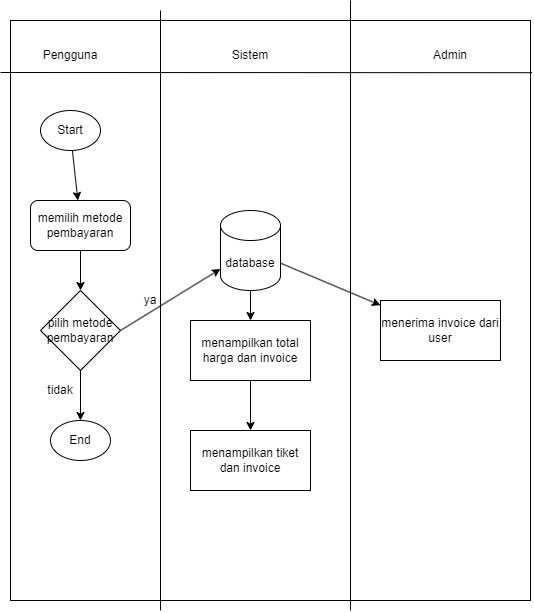 Pengguna
Sistem
Admin
Start
memilih metode
pembayaran
pilih metode
pembayaran
ya
tidak
End
database
menampilkan total
harga dan invoice
menampilkan tiket
dan invoice
menerima invoice dari
user